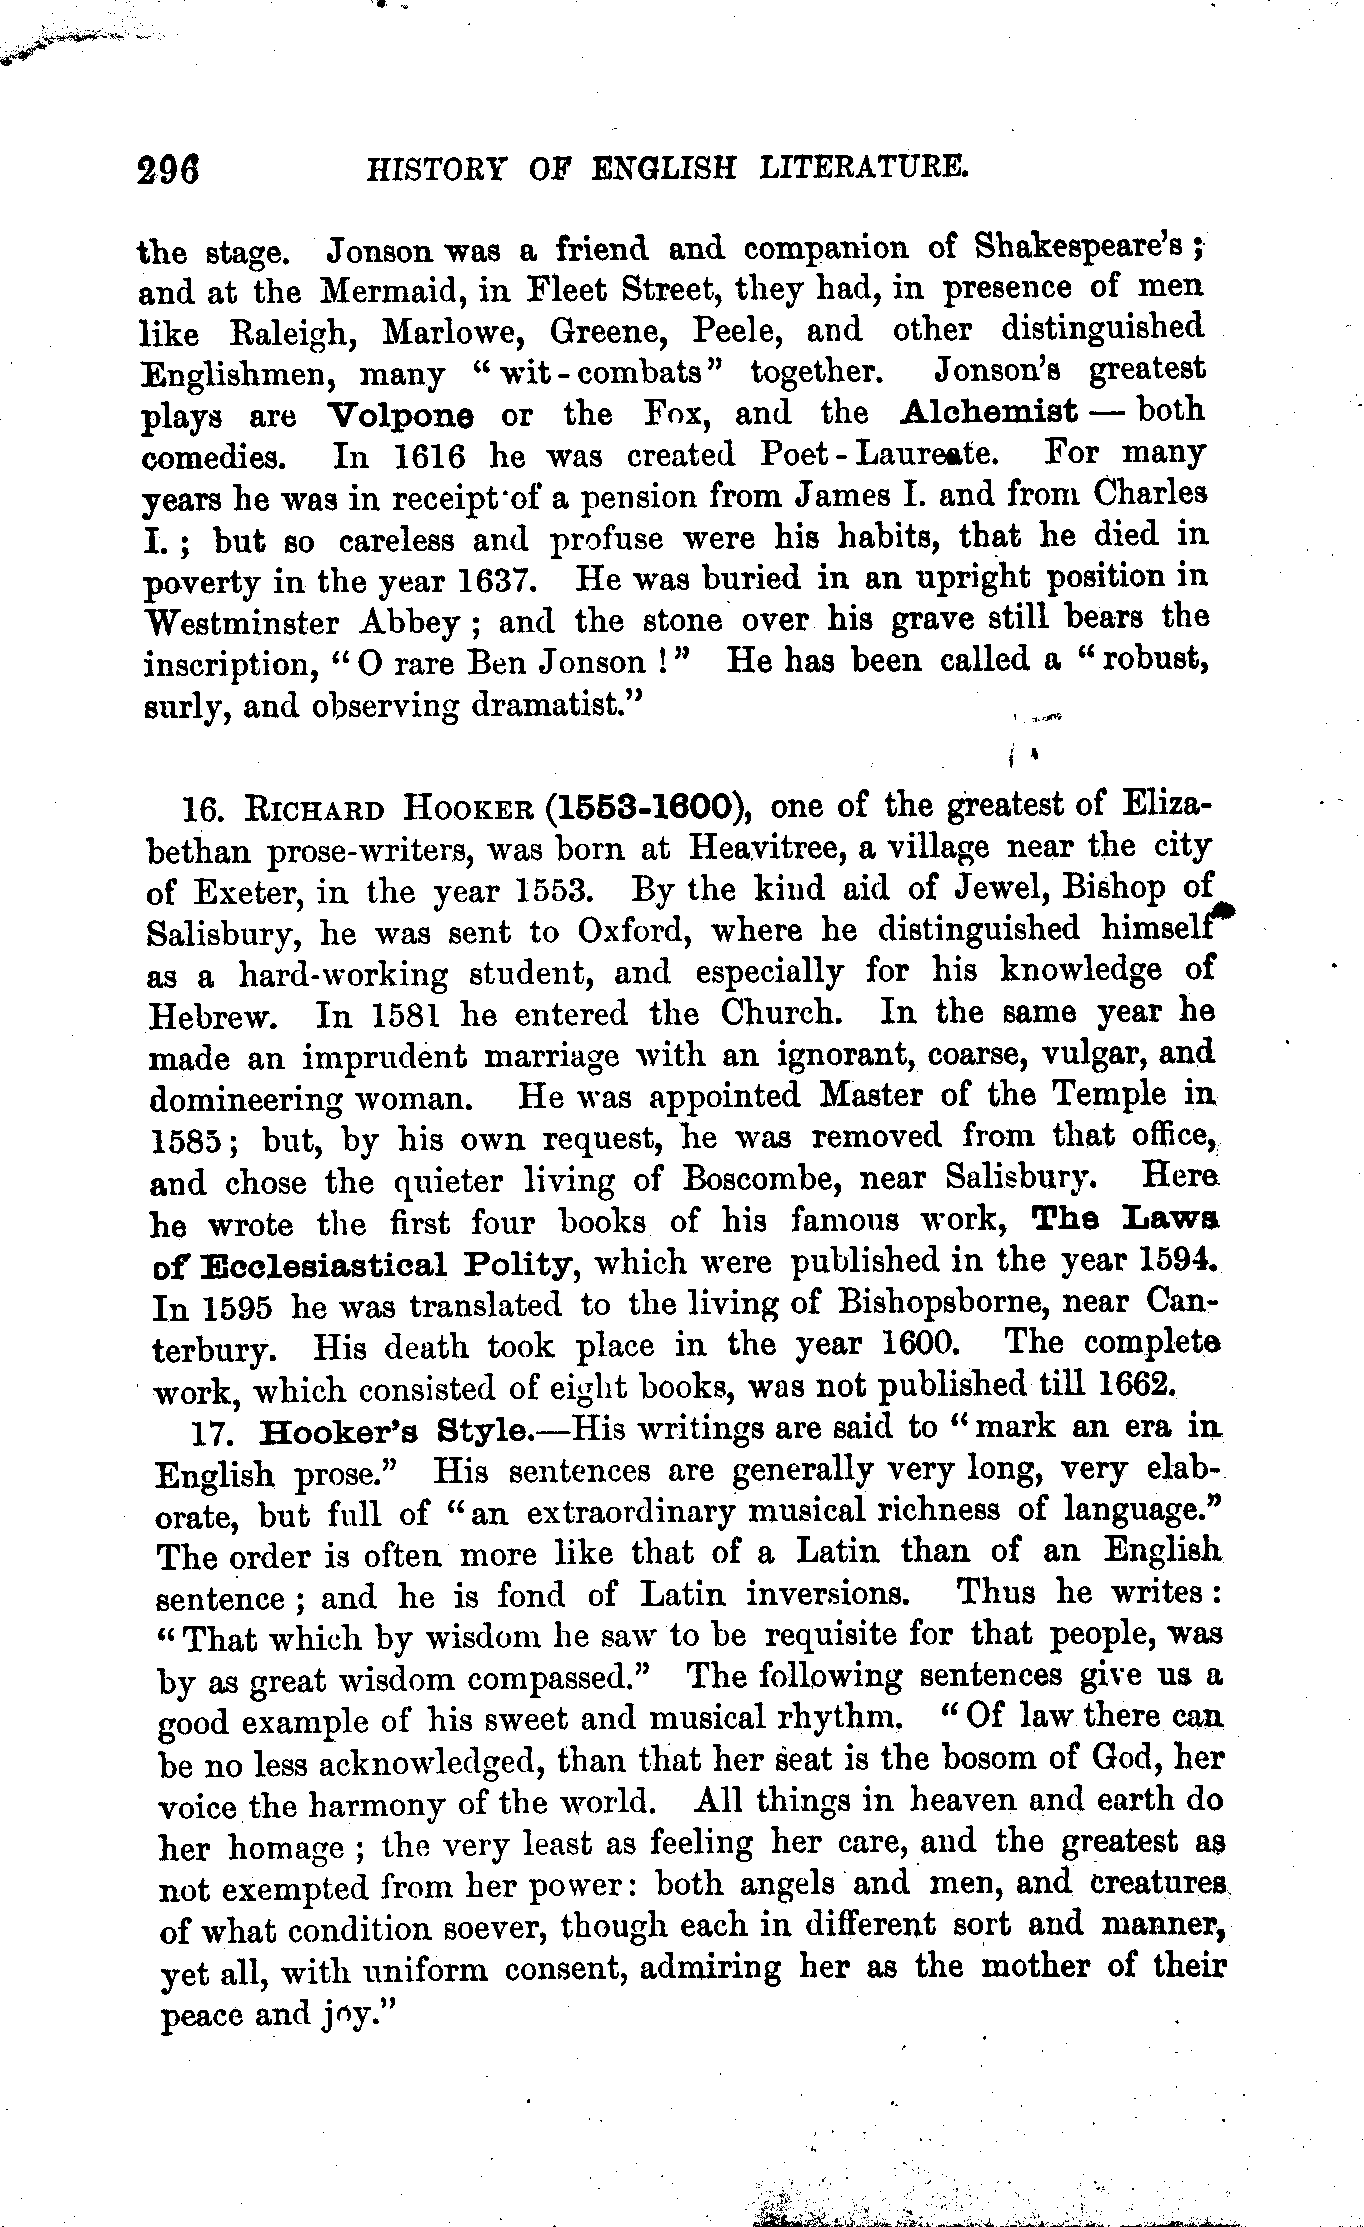 296 HISTORY OF ENGLISH LITERATURE.
the stage. Jonson was a friend and companion of Shakespeare's;
and at the Mermaid, in Fleet Street, they had, in presence of men
like Raleigh, Marlowe, Greene, Peele, and other distinguished
Englishmen, many "wit-combats" together. Jonson's greatest
plays are Volpone or the Fox, and the Alchemist — both
comedies. In 1616 he was created Poet-Laureate. For many
years he was in receipt of a pension from James I. and from Charles
I.; but so careless and profuse were his habits, that he died in
poverty in the year 1637. He was buried in an upright position in
Westminster Abbey; and the stone over his grave still bears the
inscription, "O rare Ben Jonson!" He has been called a "robust,
surly, and observing dramatist."
16. RICHARD HOOKER (1553-1600), one of the greatest of Eliza-
bethan prose-writers, was born at Heavitree, a village near the city
of Exeter, in the year 1553. By the kind aid of Jewel, Bishop of
Salisbury, he was sent to Oxford, where he distinguished himself
as a hard-working student, and especially for his knowledge of
Hebrew. In 1581 he entered the Church. In the same year he
made an imprudent marriage with an ignorant, coarse, vulgar, and
domineering woman. He was appointed Master of the Temple in
1585; but, by his own request, he was removed from that office,
and chose the quieter living of Boscombe, near Salisbury. Here
he wrote the first four books of his famous work, The Laws
of Ecclesiastical Polity, which were published in the year 1594.
In 1595 he was translated to the living of Bishopsborne, near Can-
terbury. His death took place in the year 1600. The complete
work, which consisted of eight books, was not published till 1662.
17. Hooker's Style.—His writings are said to "mark an era in
English prose." His sentences are generally very long, very elab-
orate, but full of "an extraordinary musical richness of language."
The order is often more like that of a Latin than of an English
sentence; and he is fond of Latin inversions. Thus he writes:
"That which by wisdom he saw to be requisite for that people, was
by as great wisdom compassed." The following sentences give us a
good example of his sweet and musical rhythm. "Of law there can
be no less acknowledged, than that her seat is the bosom of God, her
voice the harmony of the world. All things in heaven and earth do
her homage; the very least as feeling her care, and the greatest as
not exempted from her power: both angels and men, and creatures
of what condition soever, though each in different sort and manner,
yet all, with uniform consent, admiring her as the mother of their
peace and joy."